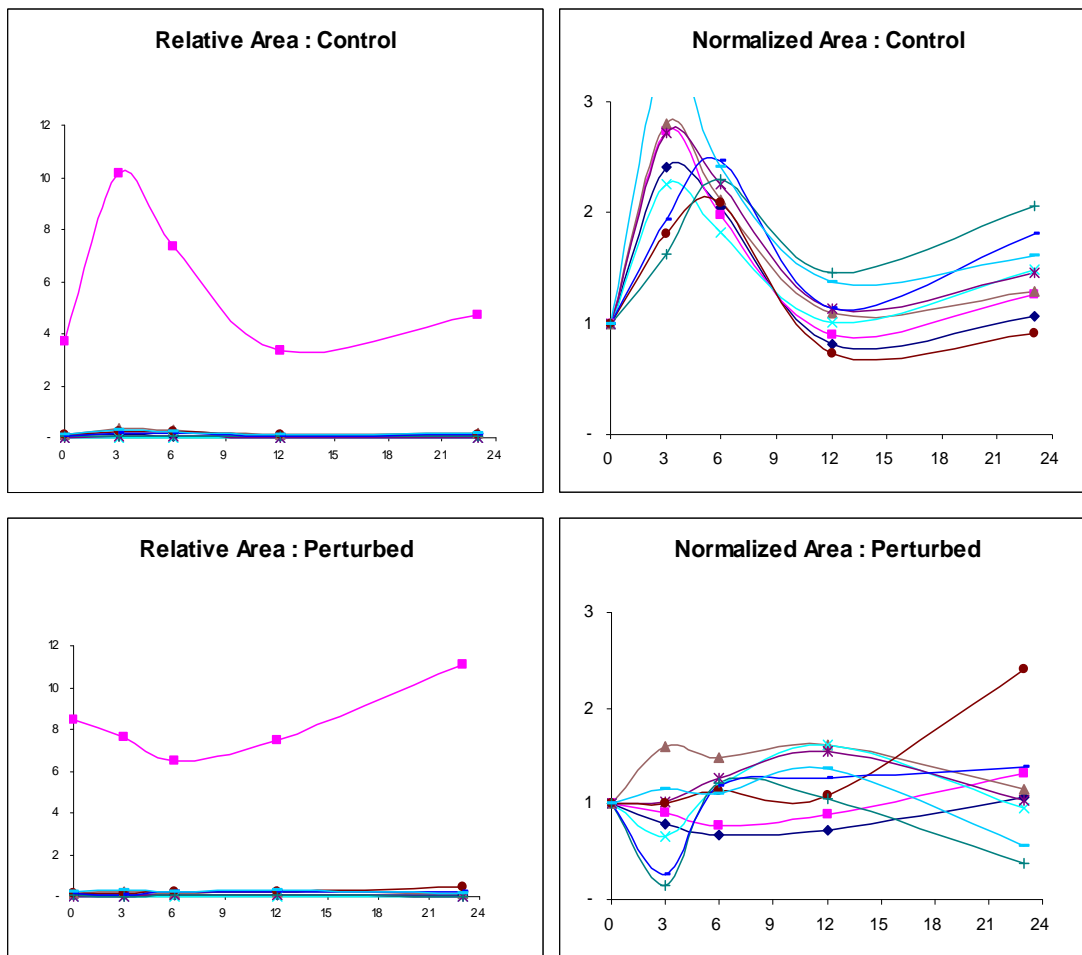 Relative Area : Control
12
10
8
6
4
2
-
0 3 6 9 12 15 18 21 24
Normalized Area : Control
3
2
1
-
0 3 6 9 12 15 18 21 24
Relative Area : Perturbed
12
10
8
6
4
2
-
0 3 6 9 12 15 18 21 24
Normalized Area : Perturbed
3
2
1
-
0 3 6 9 12 15 18 21 24